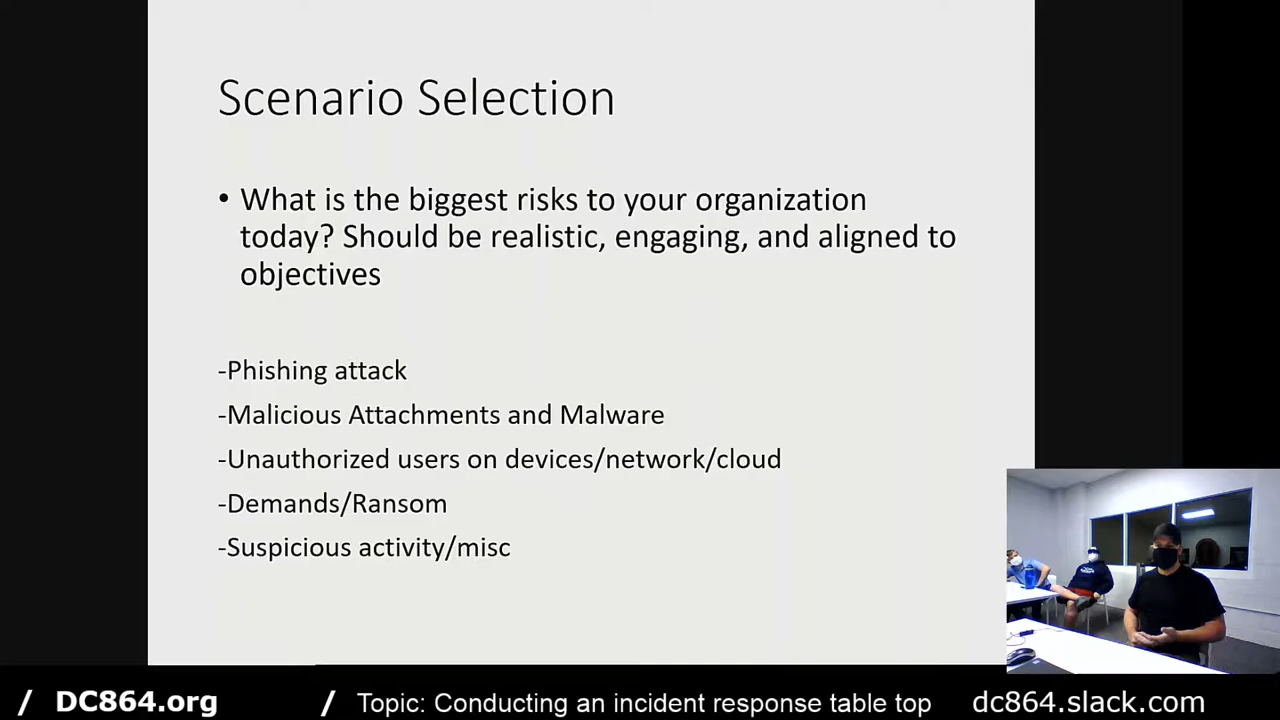 Scenario Selection
• What is the biggest risks to your organization
today? Should be realistic, engaging, and aligned to
objectives
-Phishing attack
-Malicious Attachments and Malware
-Unauthorized users on devices/network/cloud
-Demands/Ransom
-Suspicious activity/misc
/ DC864.org / Topic: Conducting an incident response table top dc864.slack.com